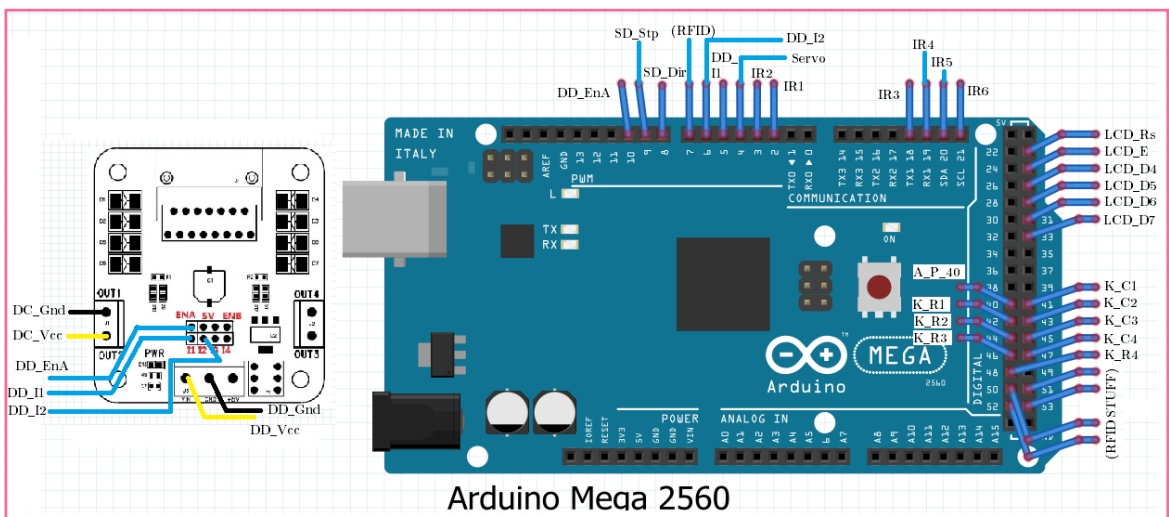 SD_Stp
(RFID)
DD_I2
IR4
SD_Dir
I1
DD_
Servo
IR5
DD_EnA
IR2
IR1
IR3
IR6
MADE IN
ITALY
AREF
GND
13
12
11
10
9
8
7
6
5
4
3
2
TX0 1
RX0 0
TX3 14
RX3 15
TX2 16
RX2 17
TX1 18
RX1 19
SDA 20
SCL 21
5V
PWM
L
TX
RX
COMMUNICATION
ON
22
24
26
28
30
32
34
36
38
40
42
44
46
48
50
52
31
33
35
37
39
41
43
45
47
49
51
53
DIGITAL
LCD_Rs
LCD_E
LCD_D4
LCD_D5
LCD_D6
LCD_D7
A_P_40
K_R1
K_R2
K_R3
K_C1
K_C2
K_C3
K_C4
K_R4
(RFID STUFF)
MEGA
2560
TM
Arduino
POWER
ANALOG IN
IOREF
RESET
3V3
5V
GND
GND
VIN
A0
A1
A2
A3
A4
A5
6
A7
A8
A9
A10
A11
A12
A13
A14
A15
OUT1
OUT4
OUT3
ENA
5V
ENB
I1
I2
I4
PWR
DC_Gnd
DC_Vcc
DD_EnA
DD_I1
DD_I2
DD_Gnd
DD_Vcc
Arduino Mega 2560